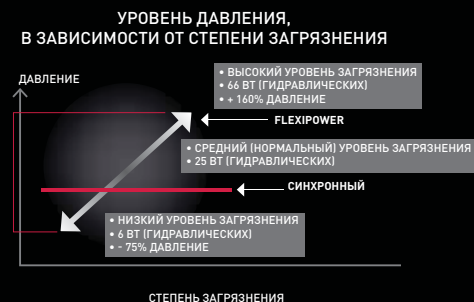 УРОВЕНЬ ДАВЛЕНИЯ,
В ЗАВИСИМОСТИ ОТ СТЕПЕНИ ЗАГРЯЗНЕНИЯ
ДАВЛЕНИЕ
• ВЫСОКИЙ УРОВЕНЬ ЗАГРЯЗНЕНИЯ
• 66 ВТ (ГИДРАВЛИЧЕСКИХ)
• + 160% ДАВЛЕНИЕ
FLEXIPOWER
• СРЕДНИЙ (НОРМАЛЬНЫЙ) УРОВЕНЬ ЗАГРЯЗНЕНИЯ
• 25 ВТ (ГИДРАВЛИЧЕСКИХ)
СИНХРОННЫЙ
• НИЗКИЙ УРОВЕНЬ ЗАГРЯЗНЕНИЯ
• 6 ВТ (ГИДРАВЛИЧЕСКИХ)
• - 75% ДАВЛЕНИЕ
СТЕПЕНЬ ЗАГРЯЗНЕНИЯ